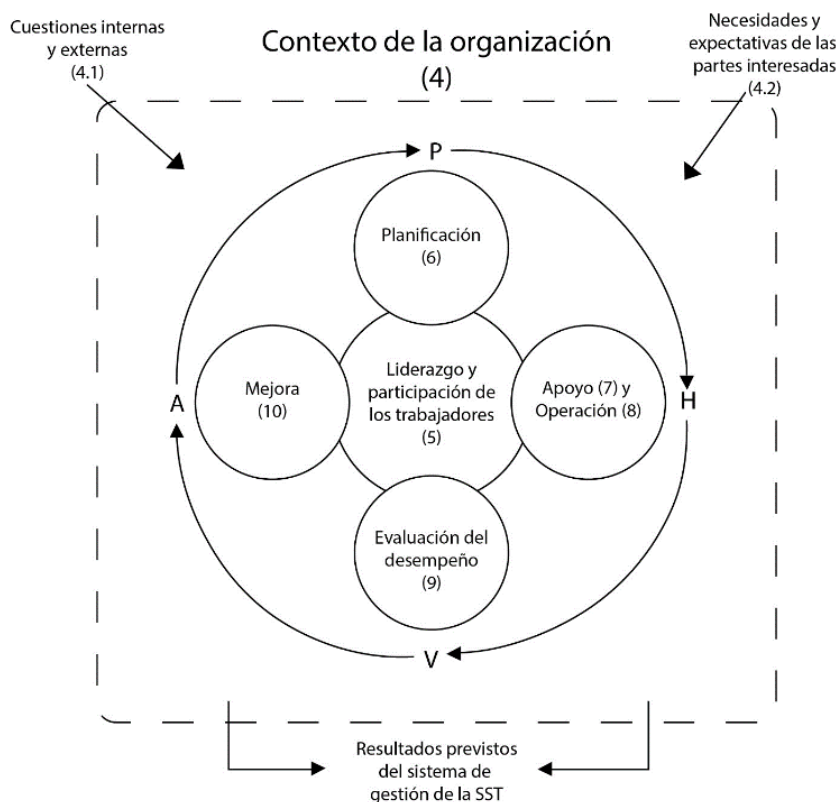 Cuestiones internas
y externas
(4.1)
Contexto de la organización
(4)
Necesidades y
expectativas de las
partes interesadas
(4.2)
P
Planificación
(6)
A
Mejora
(10)
Liderazgo y
participación de
los trabajadores
(5)
Apoyo (7) y
Operación (8)
H
Evaluación del
desempeño
(9)
V
Resultados previstos
del sistema de
gestión de la SST